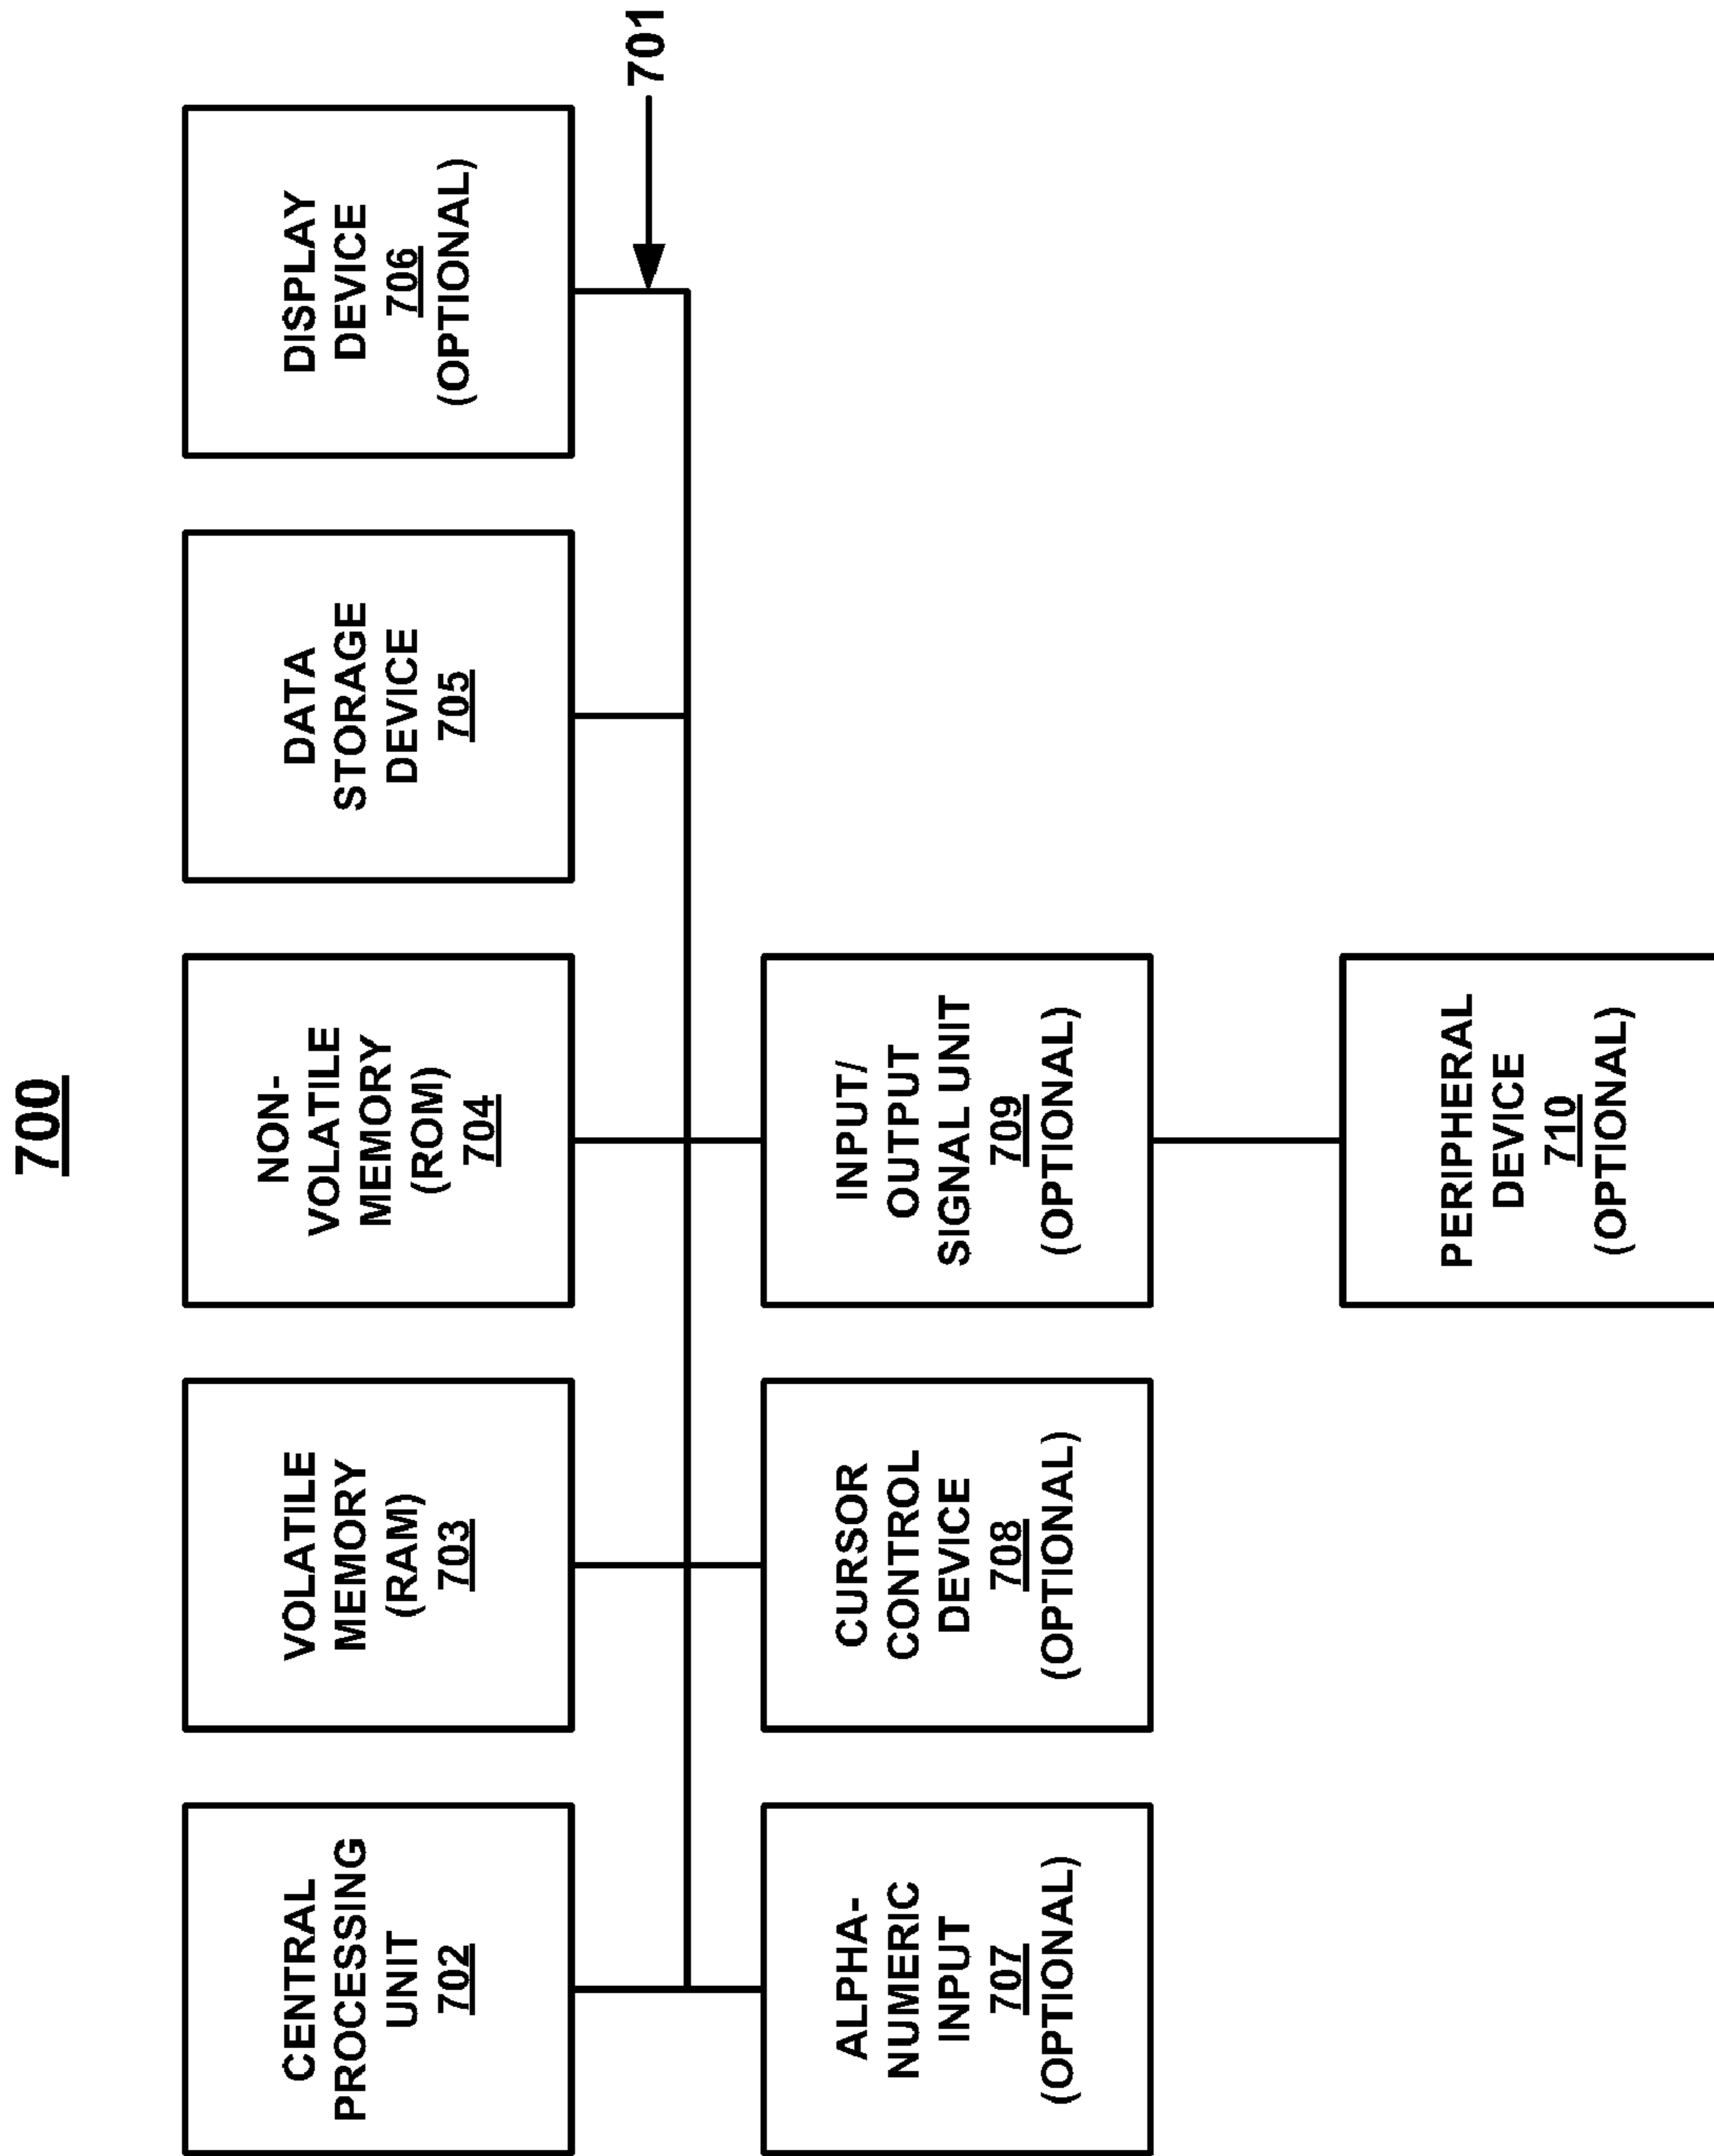 700
CENTRAL
PROCESSING
UNIT
702
VOLATILE
MEMORY
(RAM)
703
NON-
VOLATILE
MEMORY
(ROM)
704
DATA
STORAGE
DEVICE
705
DISPLAY
DEVICE
706
(OPTIONAL)
701
ALPHA-
NUMERIC
INPUT
707
(OPTIONAL)
CURSOR
CONTROL
DEVICE
708
(OPTIONAL)
INPUT/
OUTPUT
SIGNAL UNIT
709
(OPTIONAL)
PERIPHERAL
DEVICE
710
(OPTIONAL)